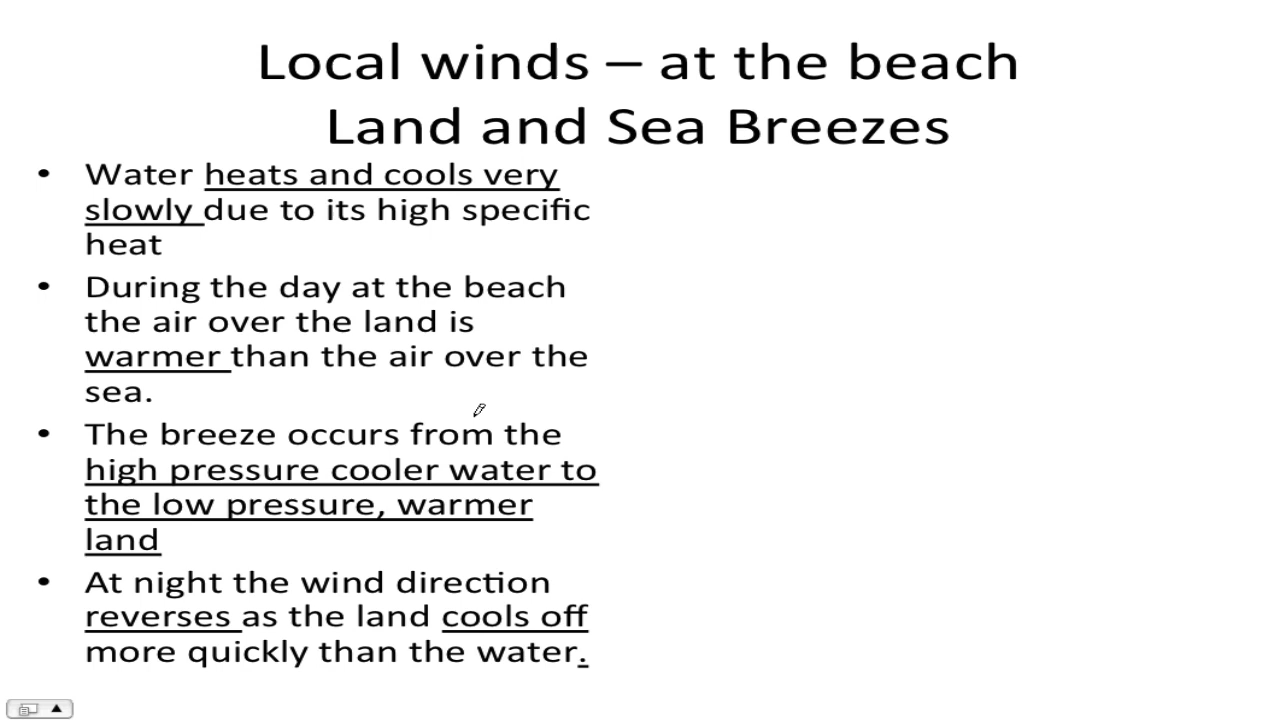 Local winds – at the beach
Land and Sea Breezes
• Water heats and cools very
slowly due to its high specific
heat
• During the day at the beach
the air over the land is
warmer than the air over the
sea.
• The breeze occurs from the
high pressure cooler water to
the low pressure, warmer
land
• At night the wind direction
reverses as the land cools off
more quickly than the water.